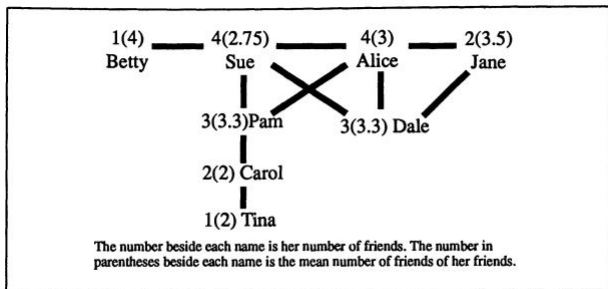 1(4) 4(2.75) 4(3) 2(3.5)
Betty Sue Alice Jane
3(3.3)Pam 3(3.3) Dale
2(2) Carol
1(2) Tina
The number beside each name is her number of friends. The number in
parentheses beside each name is the mean number of friends of her friends.